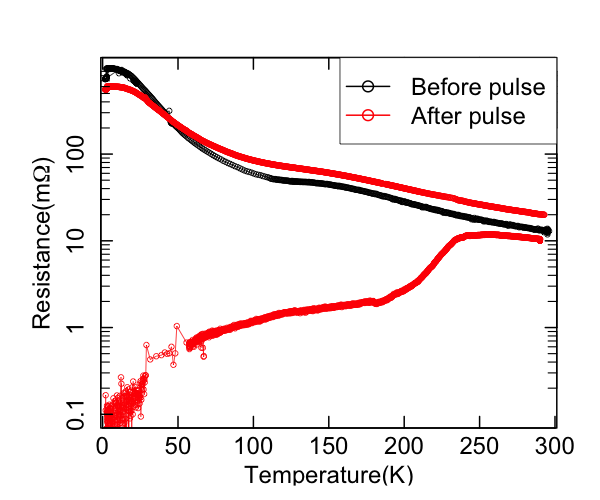 Before pulse
After pulse
Resistance(mΩ)
100
10
1
0.1
0
50
100
150
200
250
300
Temperature(K)